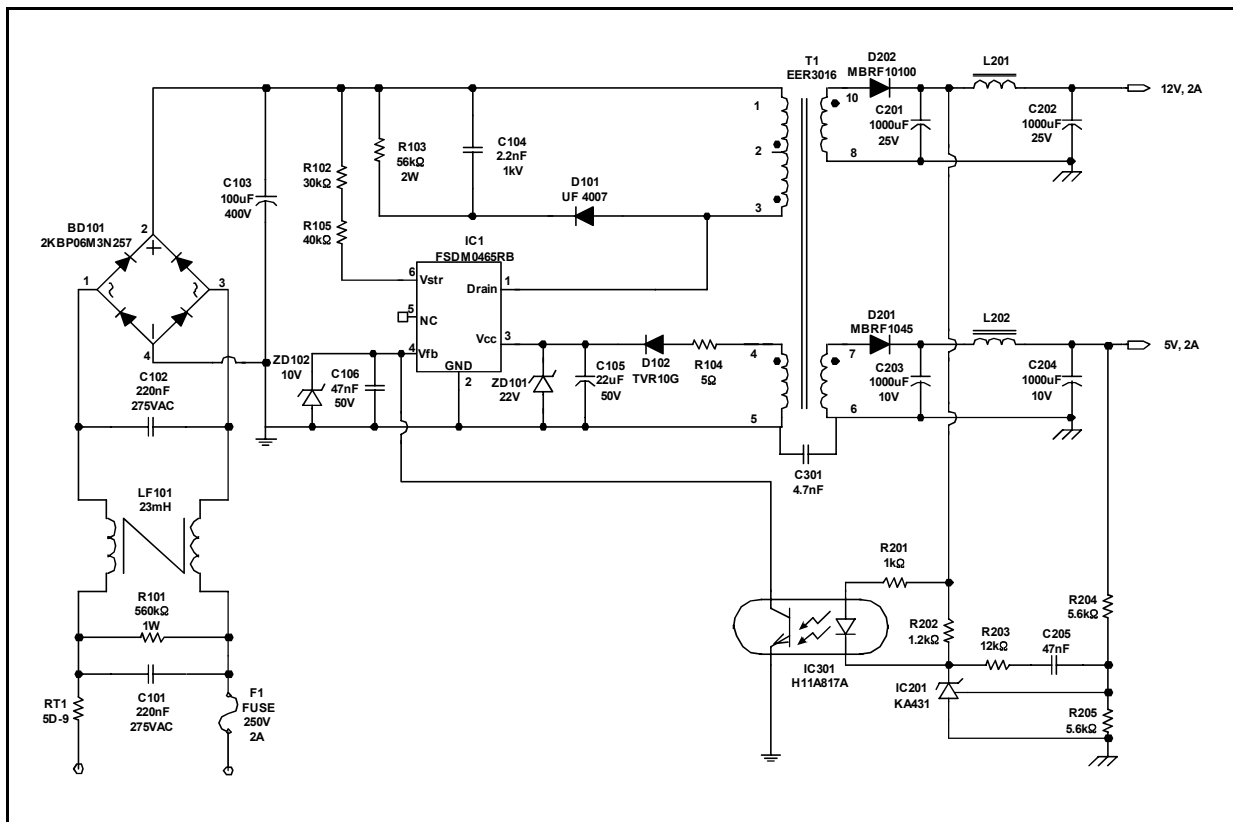 T1
EER3016
D202
MBRF10100
L201
12V, 2A
C201
1000uF
25V
C202
1000uF
25V
1
2
3
10
8
R103
56kΩ
2W
C104
2.2nF
1kV
R102
30kΩ
C103
100uF
400V
D101
UF 4007
R105
40kΩ
IC1
FSDM0465RB
BD101
2KBP06M3N257
2
1
3
4
6
Vstr
Drain
1
5
NC
Vcc
3
4
Vfb
GND
2
ZD102
10V
C106
47nF
50V
ZD101
22V
C105
22uF
50V
D102
TVR10G
R104
5Ω
4
5
7
6
D201
MBRF1045
L202
5V, 2A
C203
1000uF
10V
C204
1000uF
10V
C301
4.7nF
C102
220nF
275VAC
LF101
23mH
R101
560kΩ
1W
C101
220nF
275VAC
RT1
5D-9
F1
FUSE
250V
2A
R201
1kΩ
R202
1.2kΩ
R203
12kΩ
C205
47nF
R204
5.6kΩ
IC301
H11A817A
IC201
KA431
R205
5.6kΩ